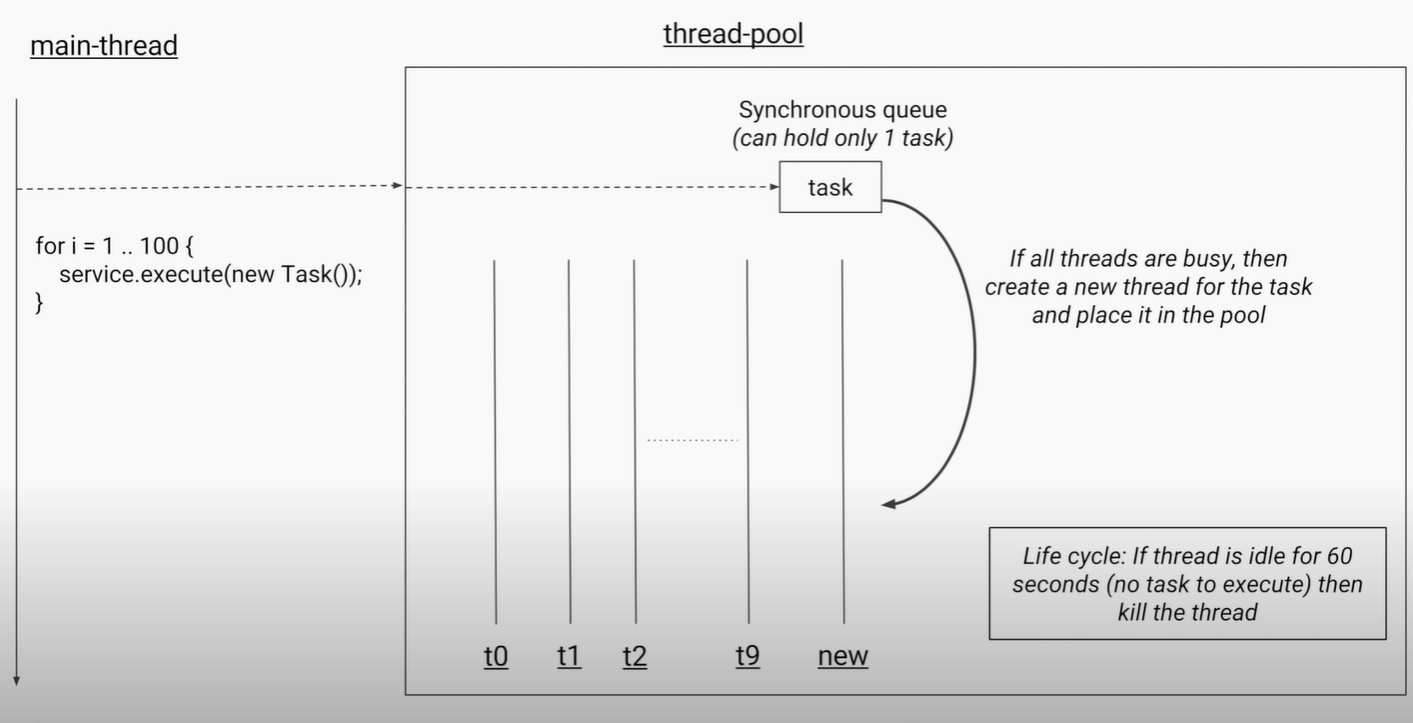 main-thread
thread-pool
Synchronous queue
(can hold only 1 task)
task
for i = 1 .. 100 {
service.execute(new Task());
}
If all threads are busy, then
create a new thread for the task
and place it in the pool
Life cycle: If thread is idle for 60
seconds (no task to execute) then
kill the thread
t0 t1 t2 t9 new